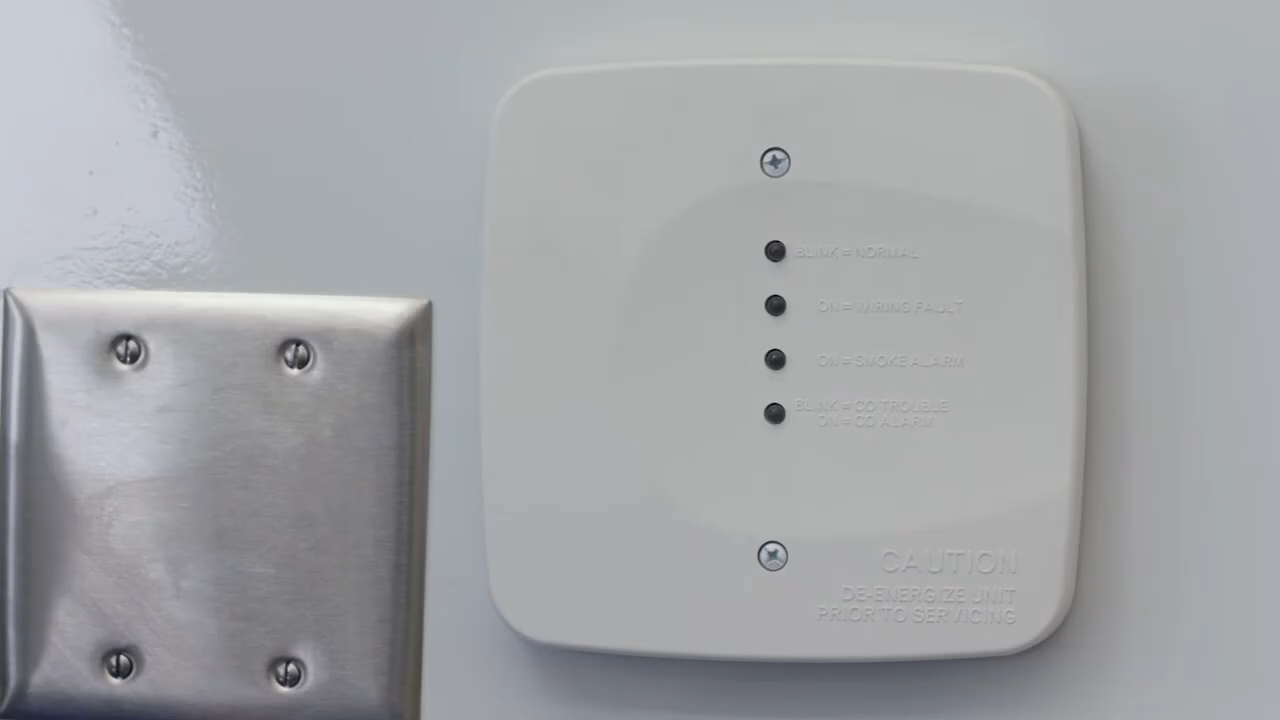 BLINK = NORMAL
ON = WIRING FAULT
ON = SMOKE ALARM
BLINK = CO TROUBLE
ON = CO ALARM
CAUTION
DE-ENERGIZE UNIT
PRIOR TO SERVICING